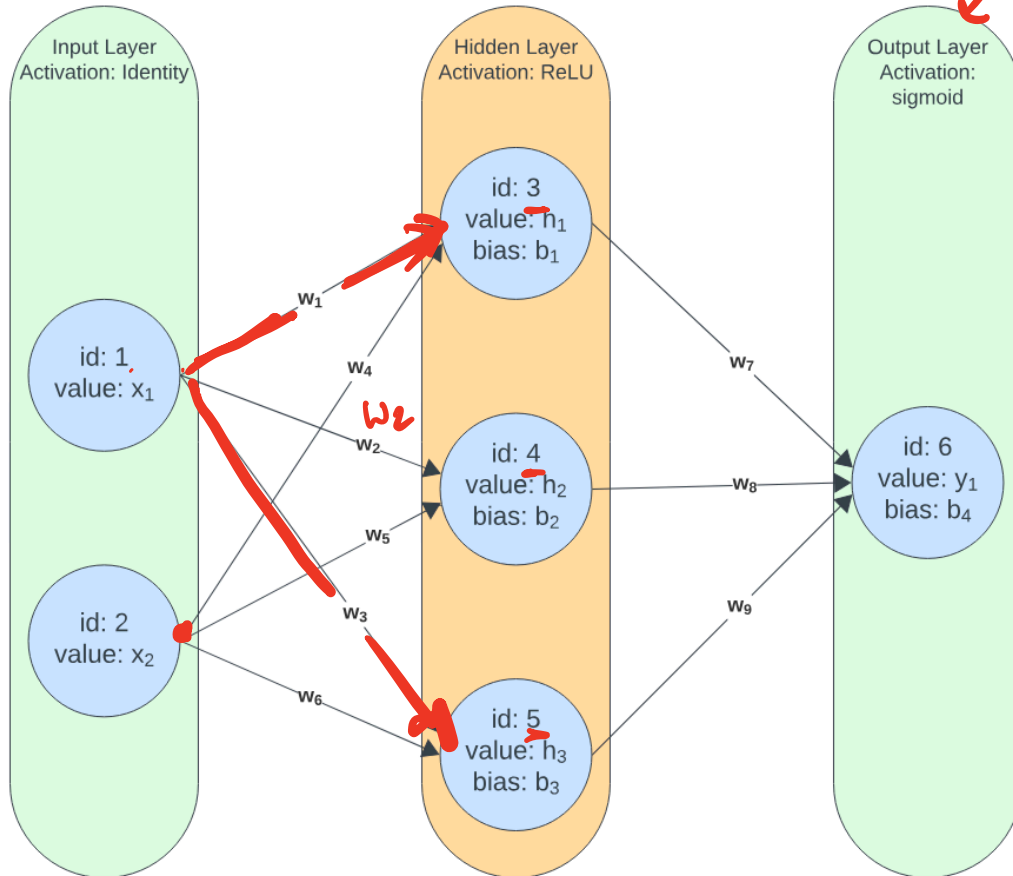 Input Layer
Activation: Identity
Hidden Layer
Activation: ReLU
Output Layer
Activation:
sigmoid
id: 1
value: x₁
id: 2
value: x₂
w₁
w₄
w₂
W2
w₅
w₃
w₆
id: 3
value: h₁
bias: b₁
id: 4
value: h₂
bias: b₂
id: 5
value: h₃
bias: b₃
w₇
w₈
w₉
id: 6
value: y₁
bias: b₄